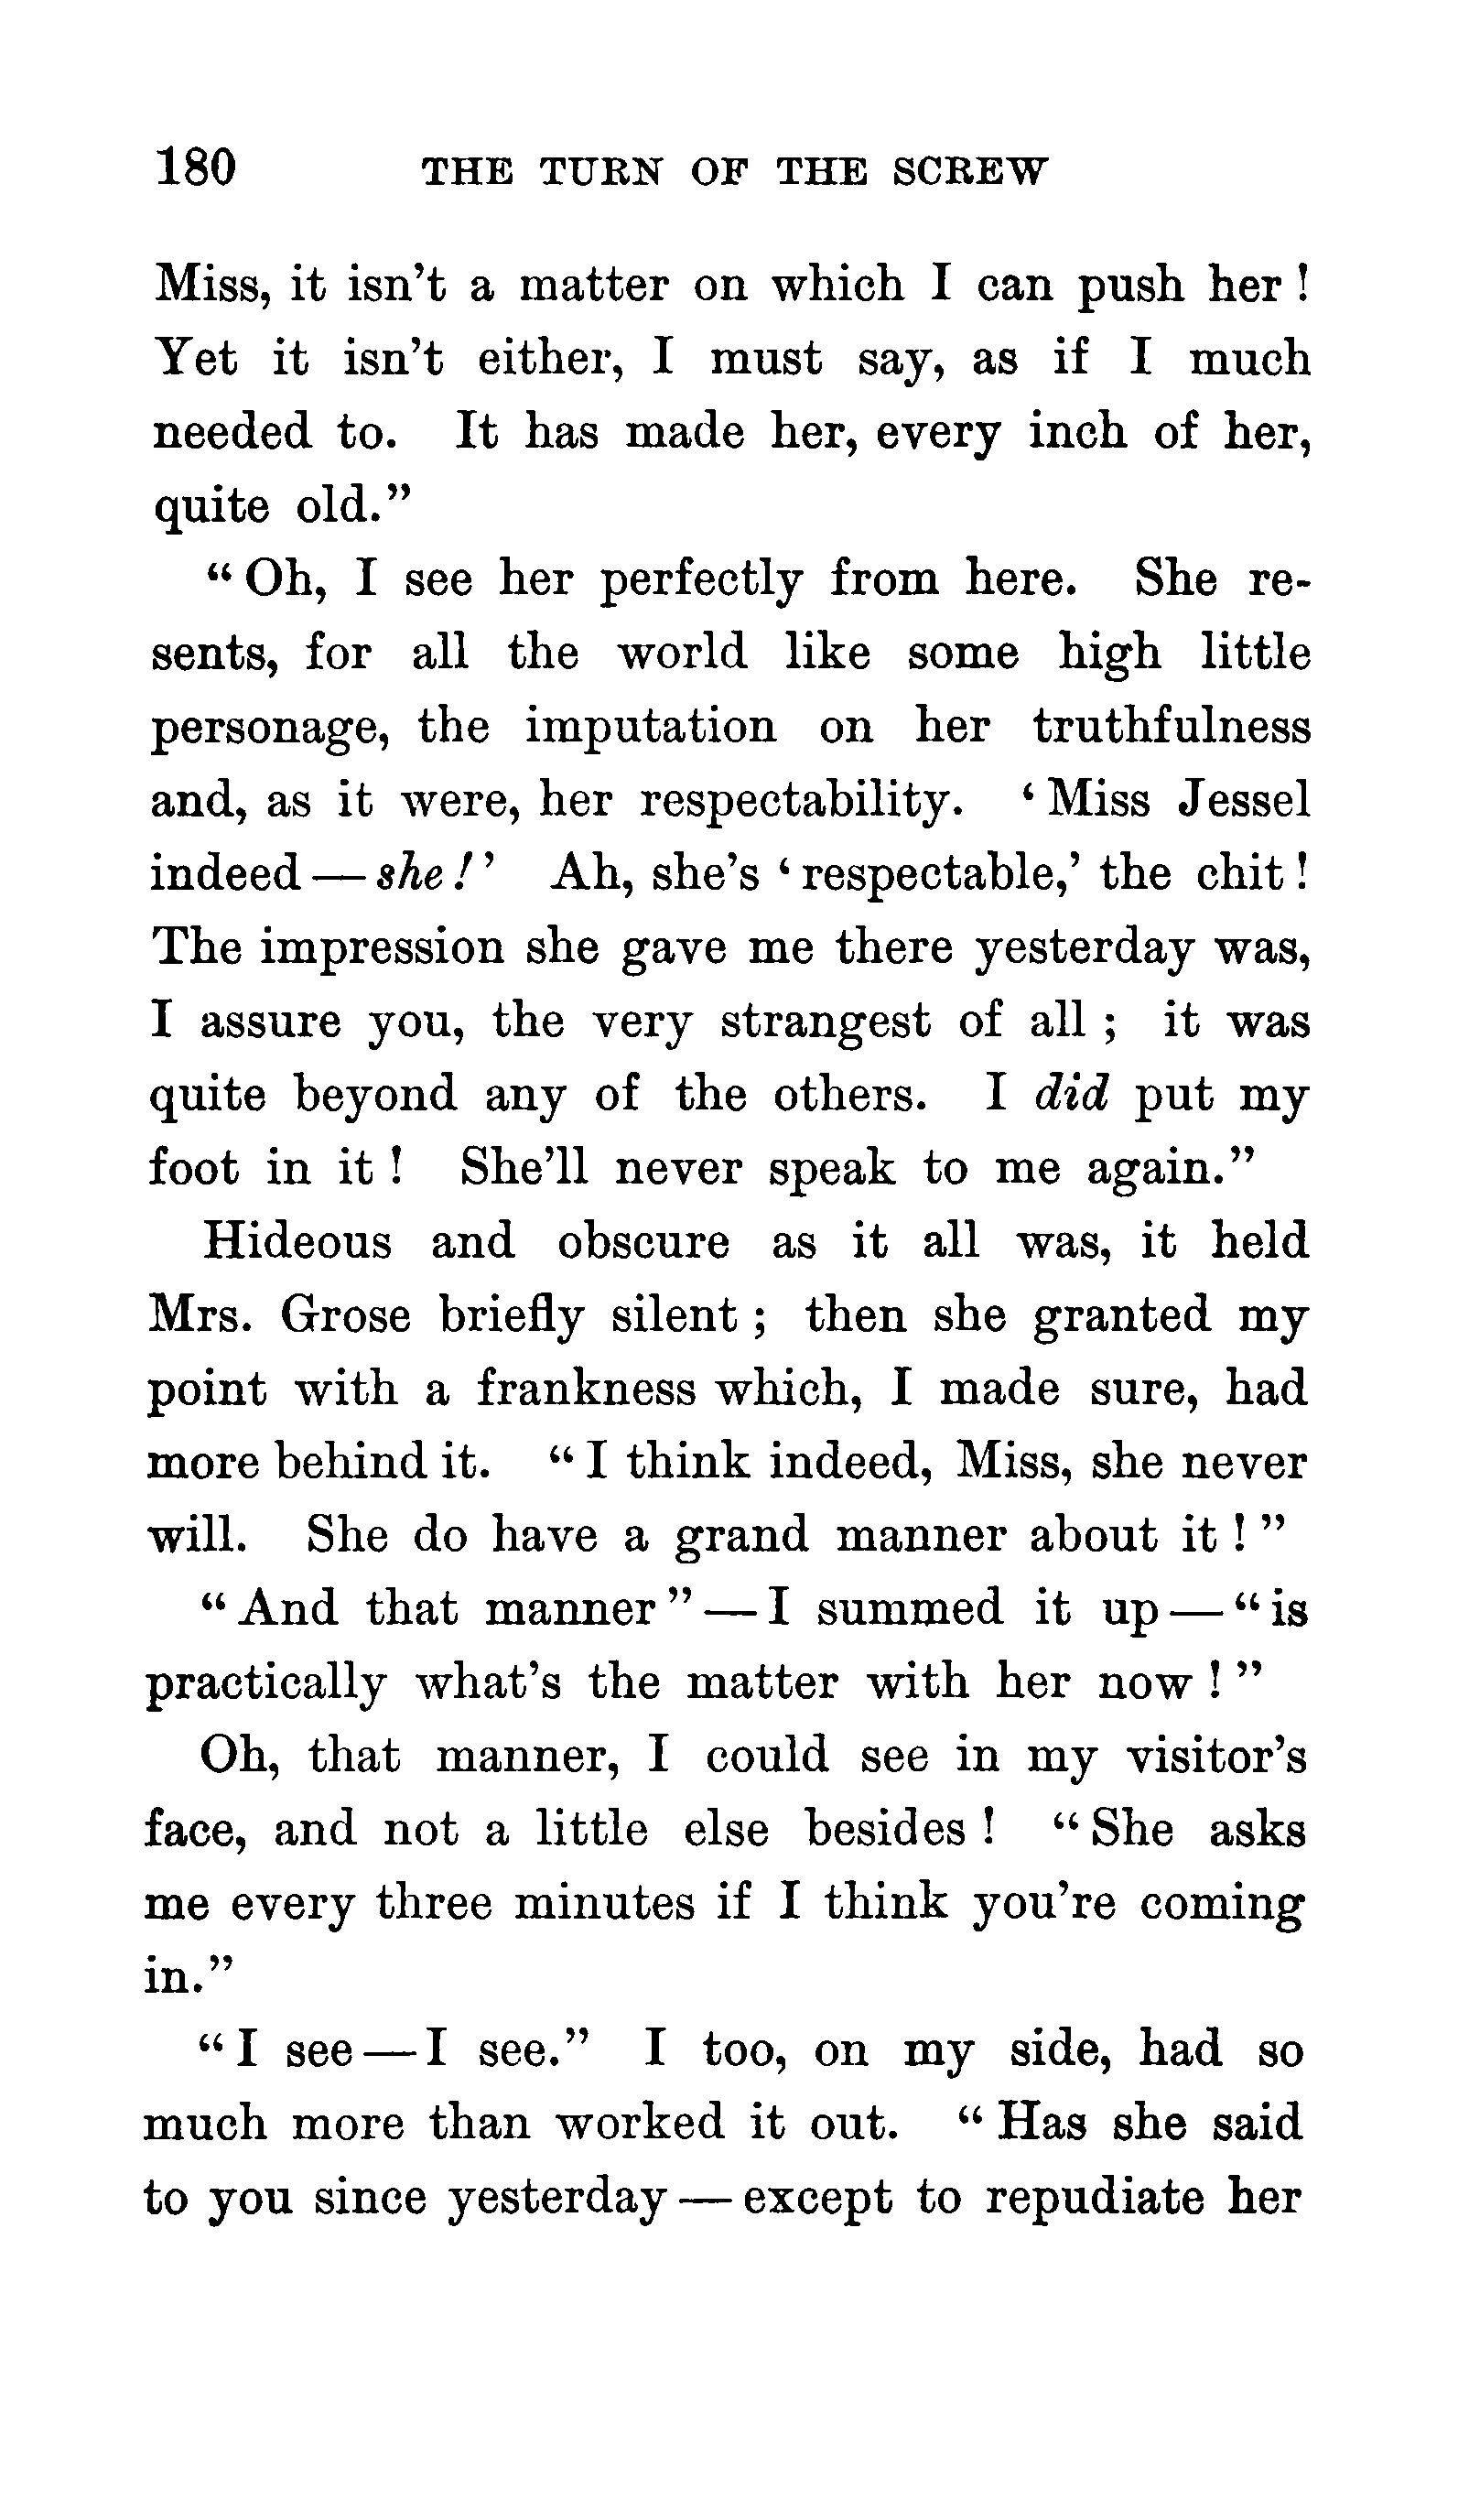 180 THE TURN OF THE SCREW
Miss, it isn’t a matter on which I can push her !
Yet it isn’t either, I must say, as if I much
needed to. It has made her, every inch of her,
quite old.”
“ Oh, I see her perfectly from here. She re-
sents, for all the world like some high little
personage, the imputation on her truthfulness
and, as it were, her respectability. ‘ Miss Jessel
indeed — she ! ’ Ah, she’s ‘ respectable,’ the chit !
The impression she gave me there yesterday was,
I assure you, the very strangest of all ; it was
quite beyond any of the others. I did put my
foot in it ! She’ll never speak to me again.”
Hideous and obscure as it all was, it held
Mrs. Grose briefly silent ; then she granted my
point with a frankness which, I made sure, had
more behind it. “ I think indeed, Miss, she never
will. She do have a grand manner about it ! ”
“ And that manner ” — I summed it up — “ is
practically what’s the matter with her now ! ”
Oh, that manner, I could see in my visitor’s
face, and not a little else besides ! “ She asks
me every three minutes if I think you’re coming
in.”
“ I see — I see.” I too, on my side, had so
much more than worked it out. “ Has she said
to you since yesterday — except to repudiate her